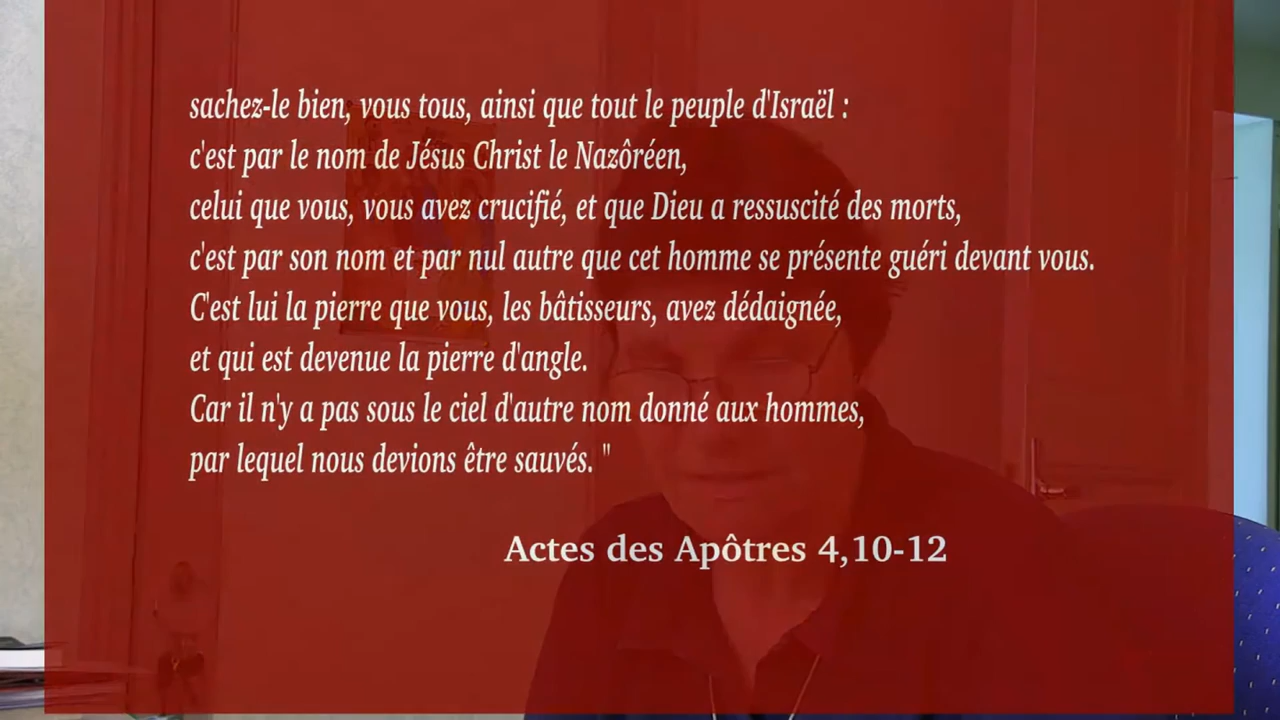 sachez-le bien, vous tous, ainsi que tout le peuple d'Israël :
c'est par le nom de Jésus Christ le Nazôréen,
celui que vous, vous avez crucifié, et que Dieu a ressuscité des morts,
c'est par son nom et par nul autre que cet homme se présente guéri devant vous.
C'est lui la pierre que vous, les bâtisseurs, avez dédaignée,
et qui est devenue la pierre d'angle.
Car il n'y a pas sous le ciel d'autre nom donné aux hommes,
par lequel nous devions être sauvés. "
Actes des Apôtres 4,10-12